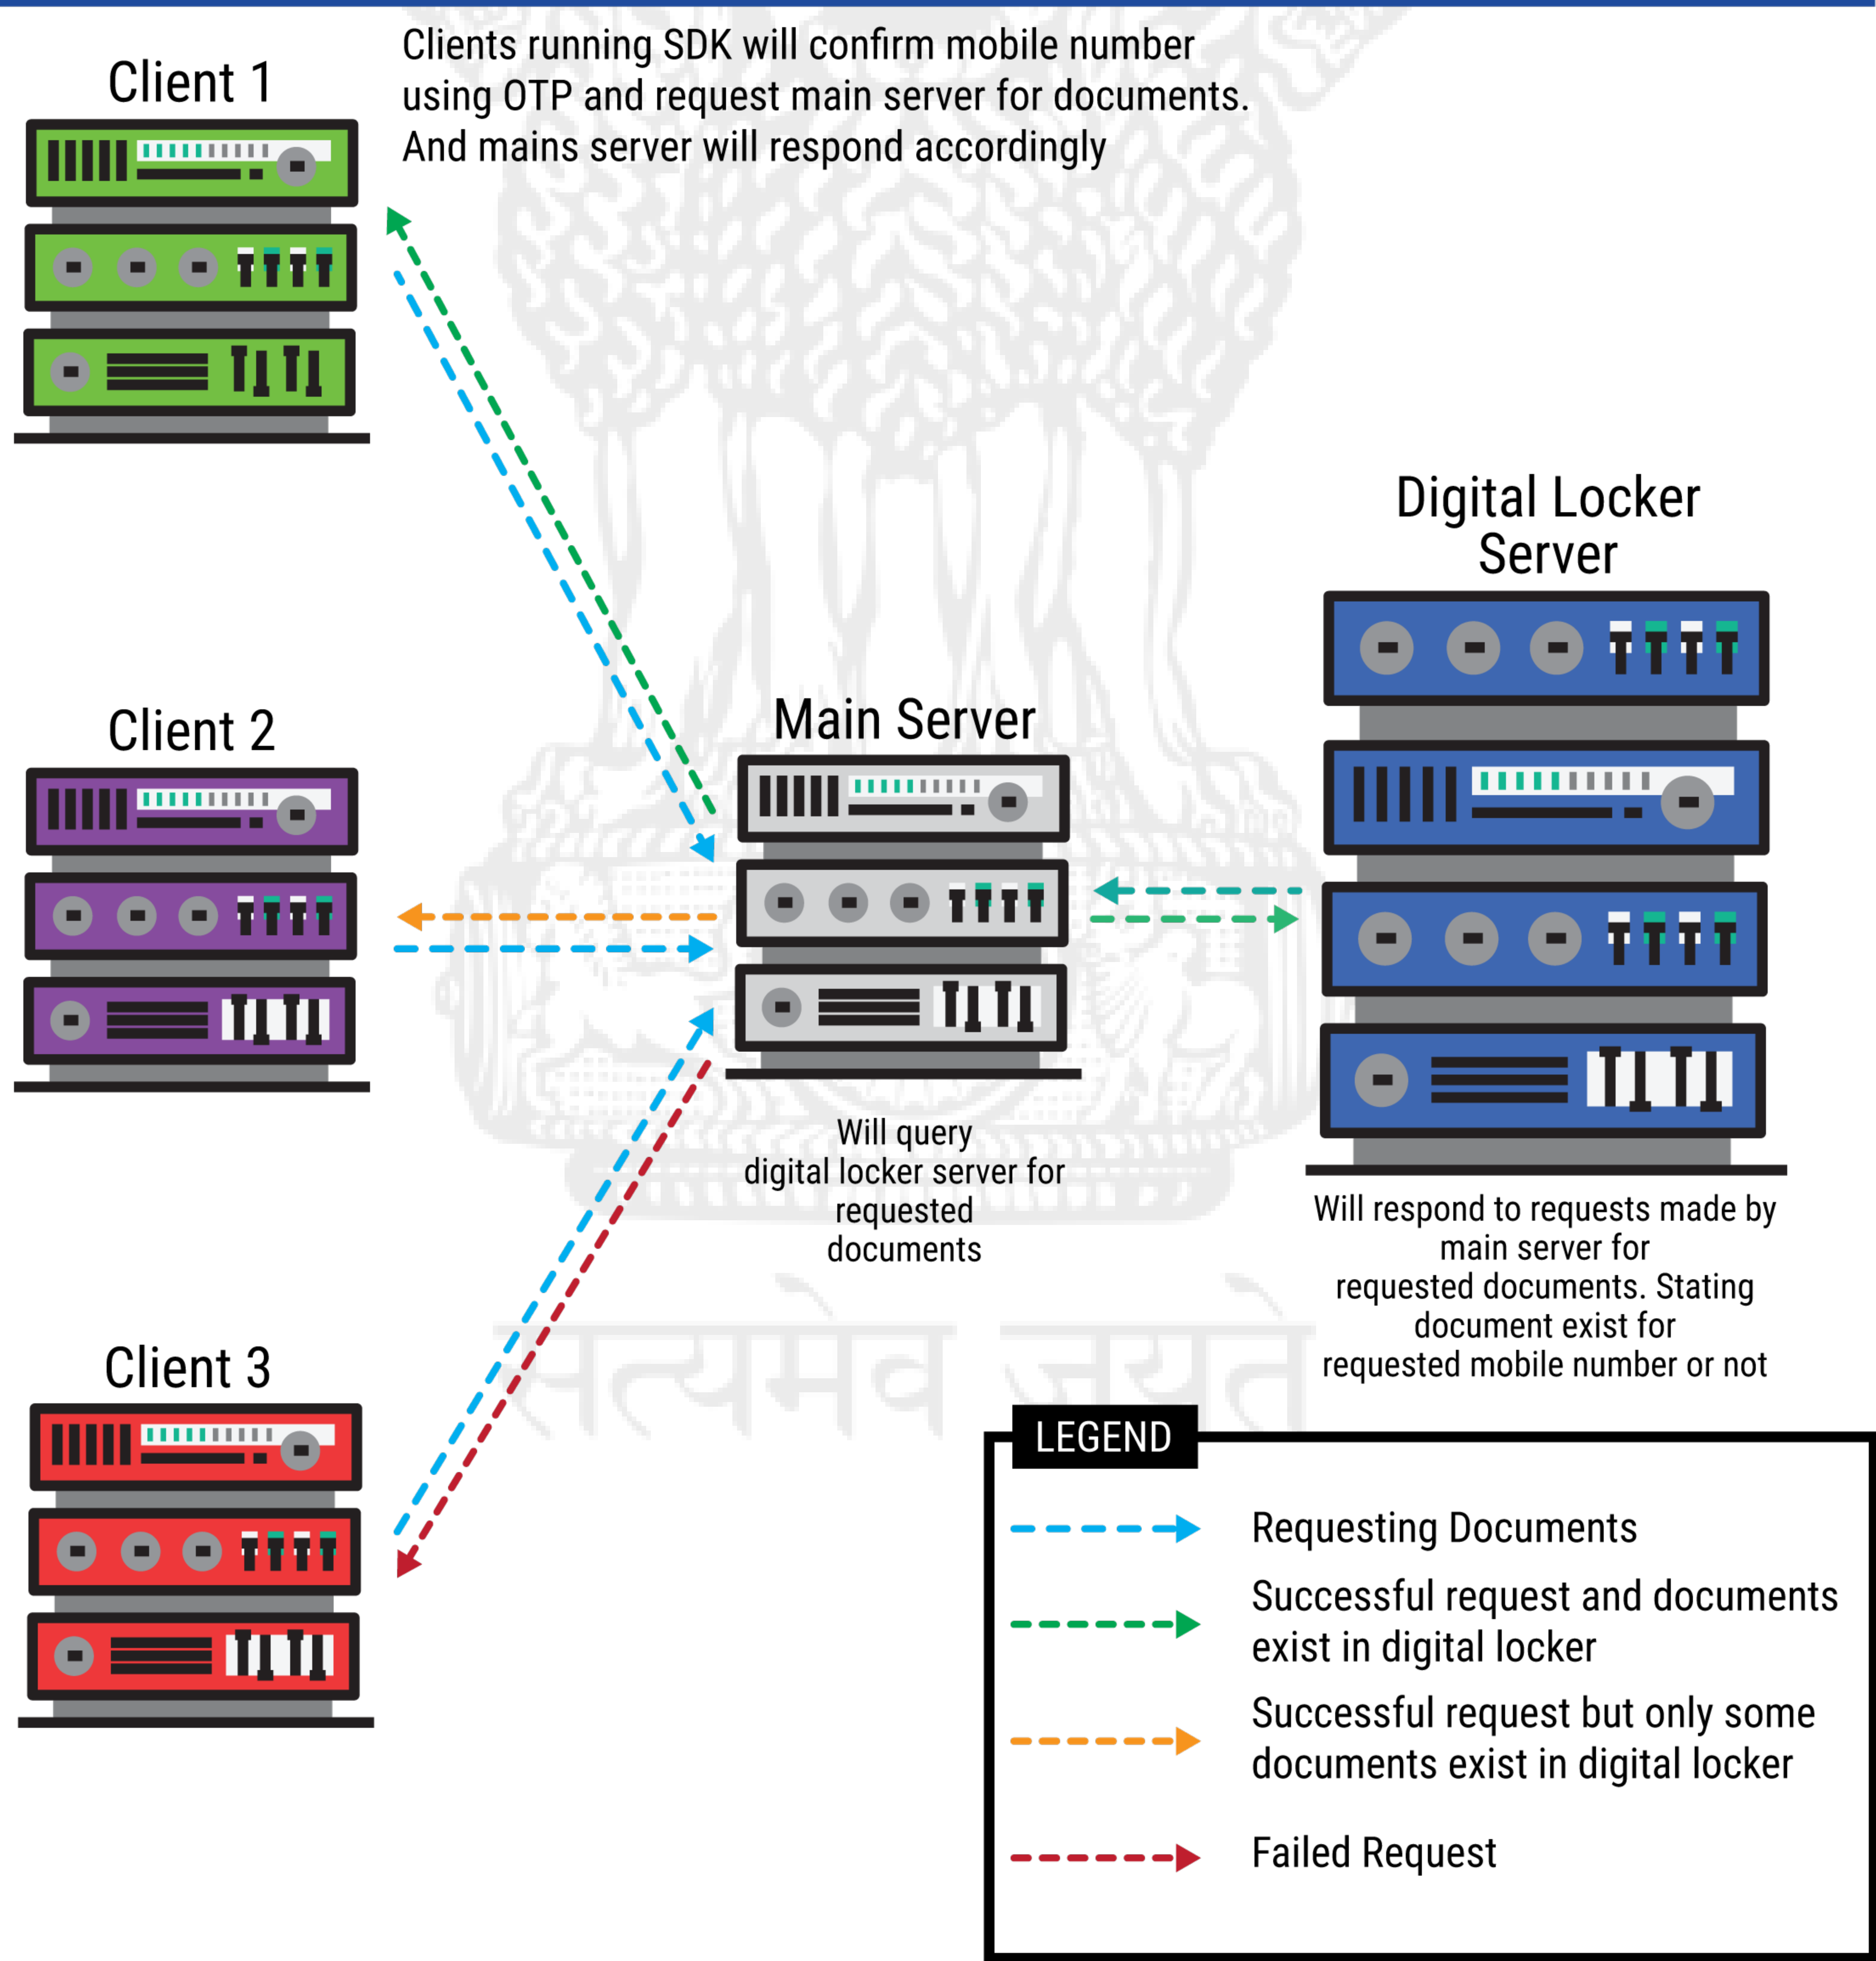 Clients running SDK will confirm mobile number
using OTP and request main server for documents.
And mains server will respond accordingly
Client 1
Digital Locker
Server
Client 2
Main Server
Will query
digital locker server for
requested
documents
Will respond to requests made by
main server for
requested documents. Stating
document exist for
requested mobile number or not
Client 3
सत्यमेव जयते
LEGEND
Requesting Documents
Successful request and documents
exist in digital locker
Successful request but only some
documents exist in digital locker
Failed Request